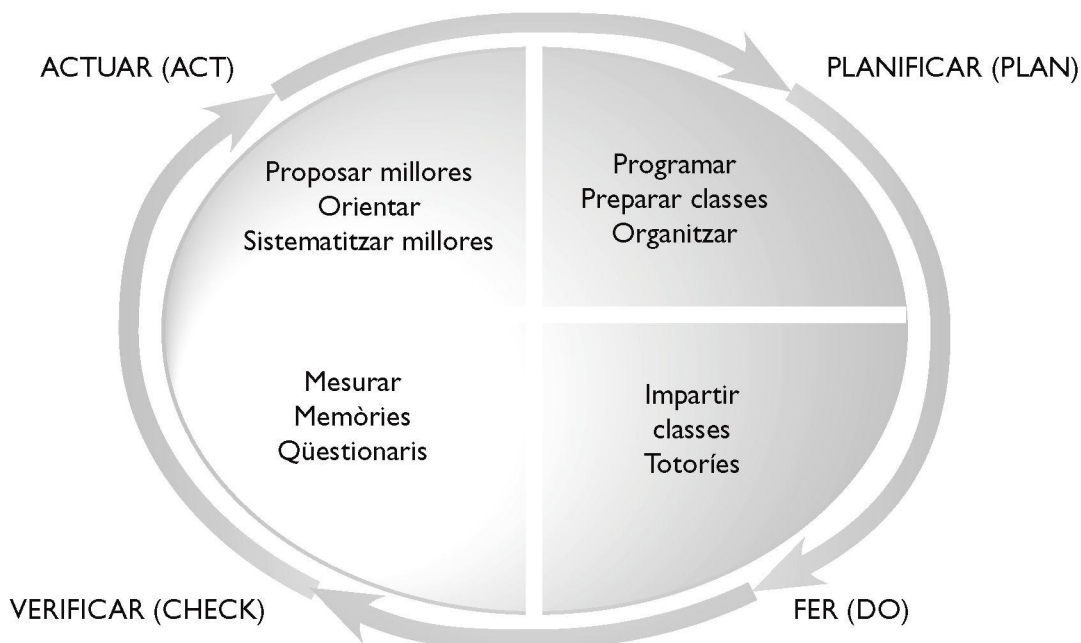 ACTUAR (ACT)
PLANIFICAR (PLAN)
Proposar millores
Orientar
Sistematitzar millores
Programar
Preparar classes
Organitzar
Mesurar
Memòries
Qüestionaris
Impartir
classes
Totoríes
VERIFICAR (CHECK)
FER (DO)